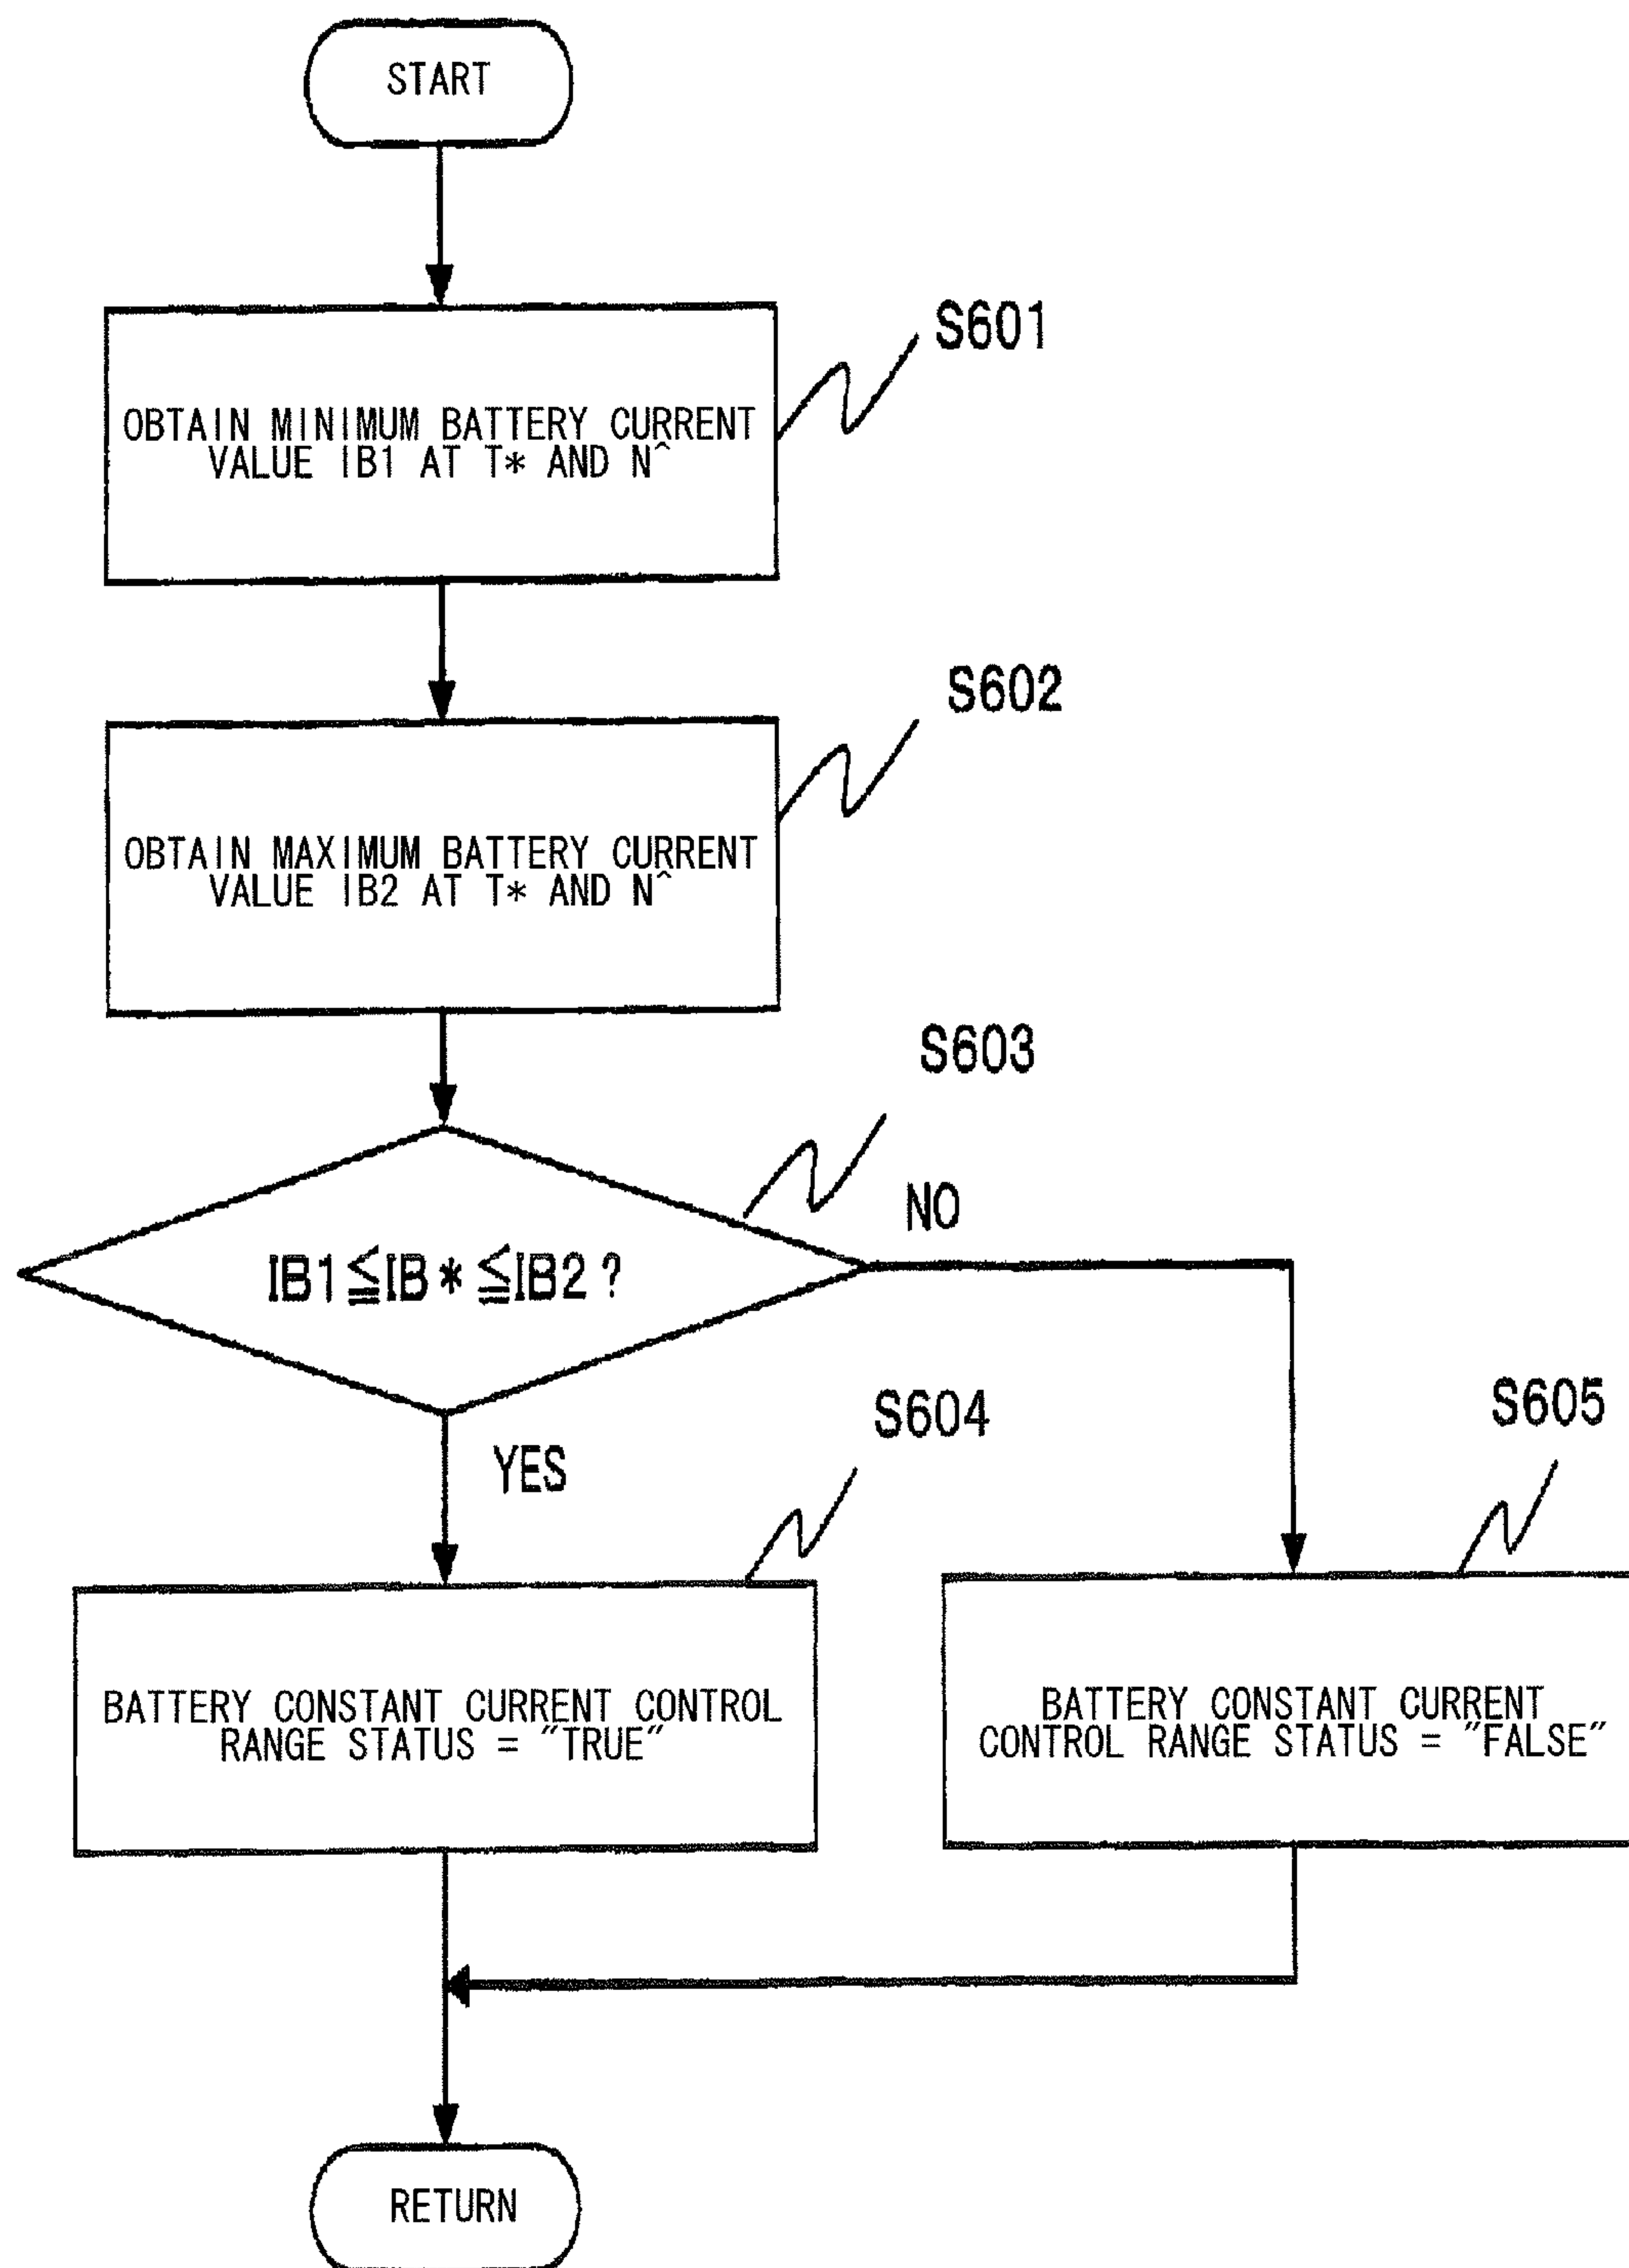 START
S601
OBTAIN MINIMUM BATTERY CURRENT
VALUE IB1 AT T* AND N^
S602
OBTAIN MAXIMUM BATTERY CURRENT
VALUE IB2 AT T* AND N^
S603
IB1≦IB*≦IB2?
NO
YES
S604
BATTERY CONSTANT CURRENT CONTROL
RANGE STATUS = "TRUE"
S605
BATTERY CONSTANT CURRENT
CONTROL RANGE STATUS = "FALSE"
RETURN